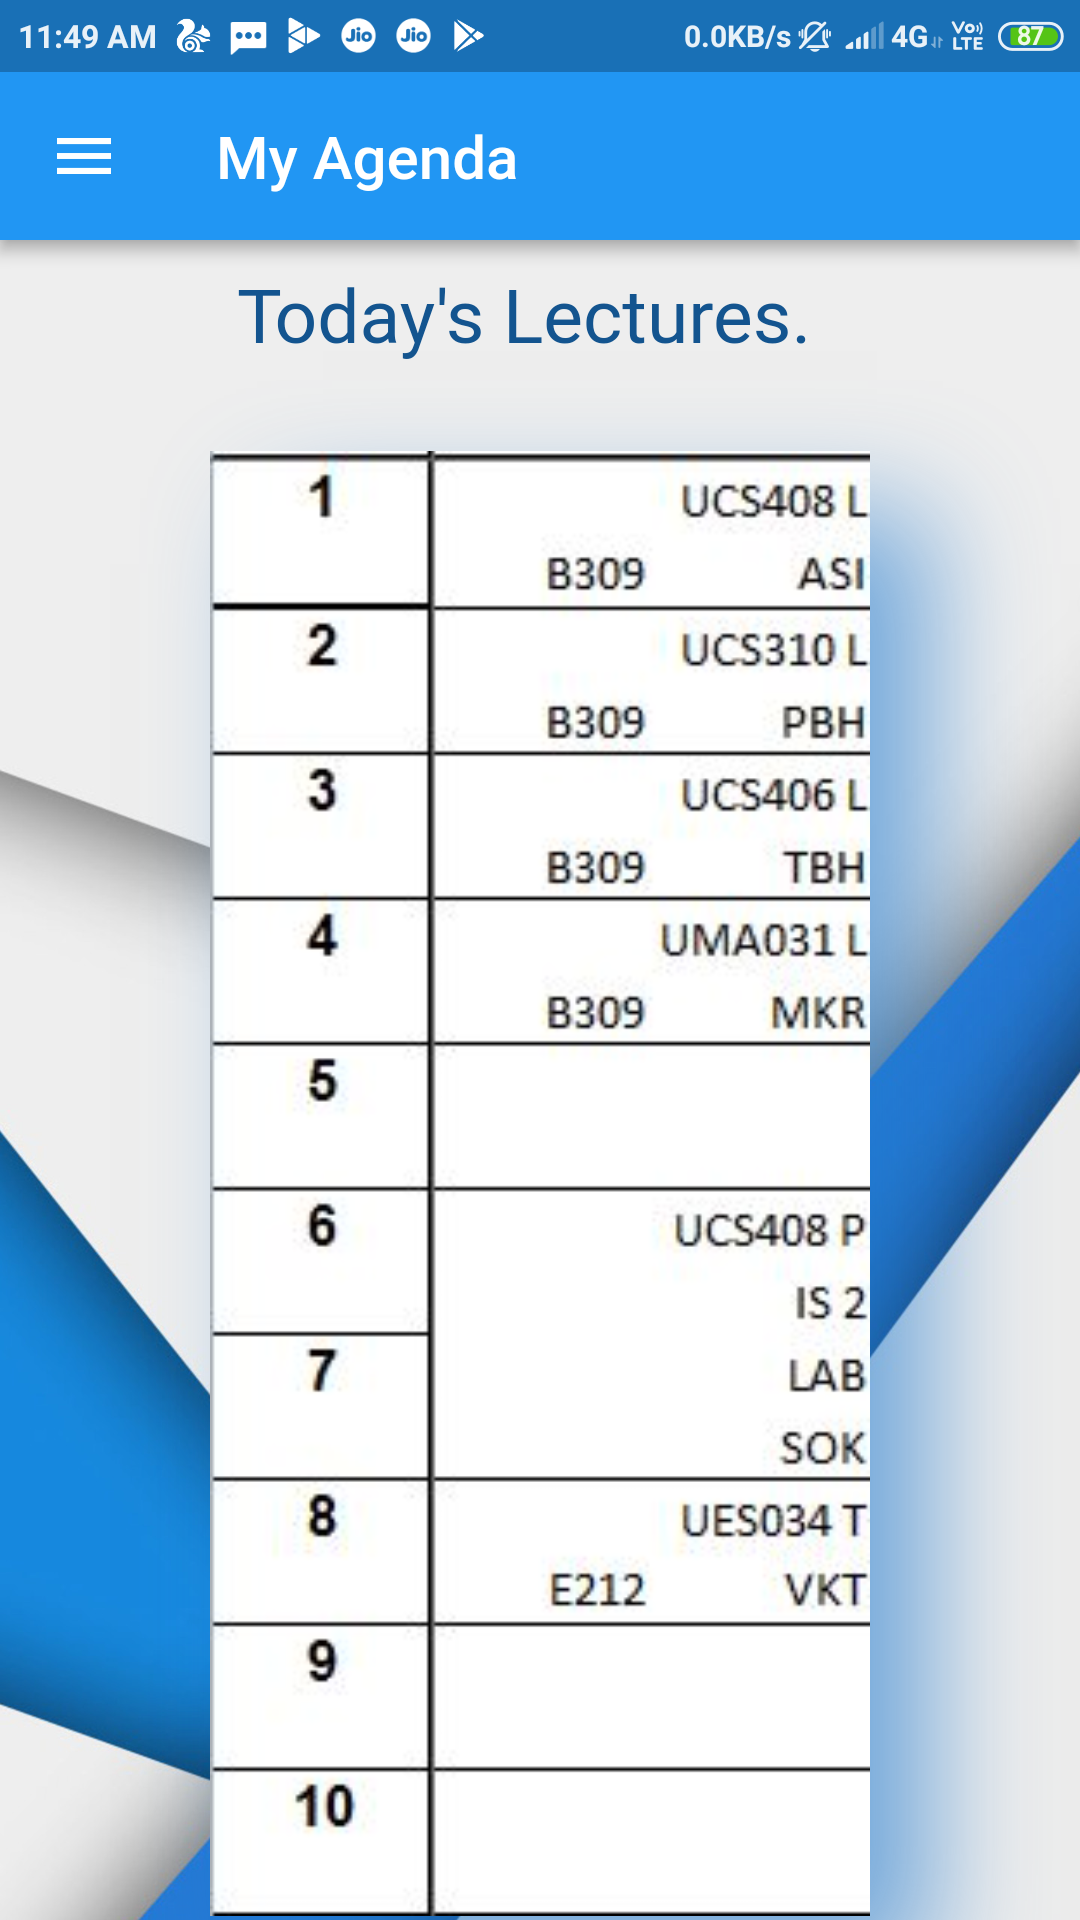 11:49 AM Jio Jio 0.0KB/s 4G VO)) LTE 87
My Agenda
Today's Lectures.
1 UCS408 L
B309 ASI
2 UCS310 L
B309 PBH
3 UCS406 L
B309 TBH
4 UMA031 L
B309 MKR
5
6 UCS408 P
IS 2
7 LAB
SOK
8 UES034 T
E212 VKT
9
10